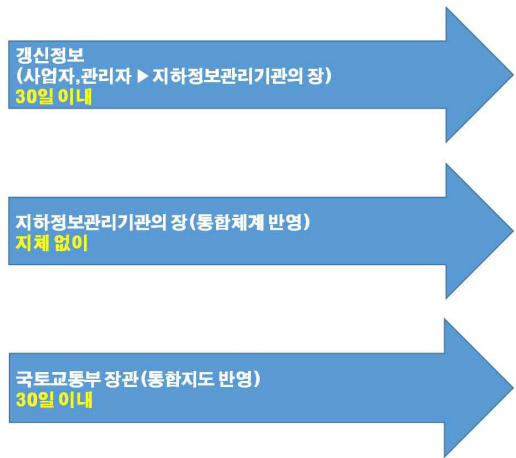 갱신정보
(사업자,관리자 ▶ 지하정보관리기관의 장)
30일 이내
지하정보관리기관의 장(통합체계 반영)
지체 없이
국토교통부 장관(통합지도 반영)
30일 이내